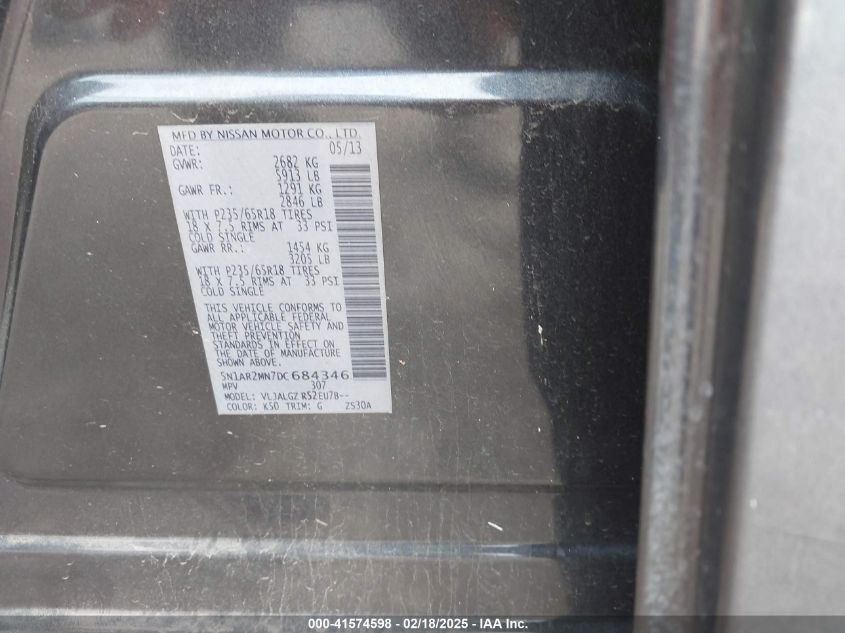 MFD BY NISSAN MOTOR CO., LTD.
DATE: 05/13
GVWR: 2682 KG
5913 LB
GAWR FR.: 1291 KG
2846 LB
WITH P235/65R18 TIRES
18 X 7.5 RIMS AT 33 PSI
COLD SINGLE
GAWR RR.: 1454 KG
3205 LB
WITH P235/65R18 TIRES
18 X 7.5 RIMS AT 33 PSI
COLD SINGLE
THIS VEHICLE CONFORMS TO
ALL APPLICABLE FEDERAL
MOTOR VEHICLE SAFETY AND
THEFT PREVENTION
STANDARDS IN EFFECT ON
THE DATE OF MANUFACTURE
SHOWN ABOVE.
5N1AR2MN7DC684346
MPV 307
MODEL: VLJALGZ R52EU7B--
COLOR: K50 TRIM: G ZS30A
000-41574598 - 02/18/2025 - IAA Inc.